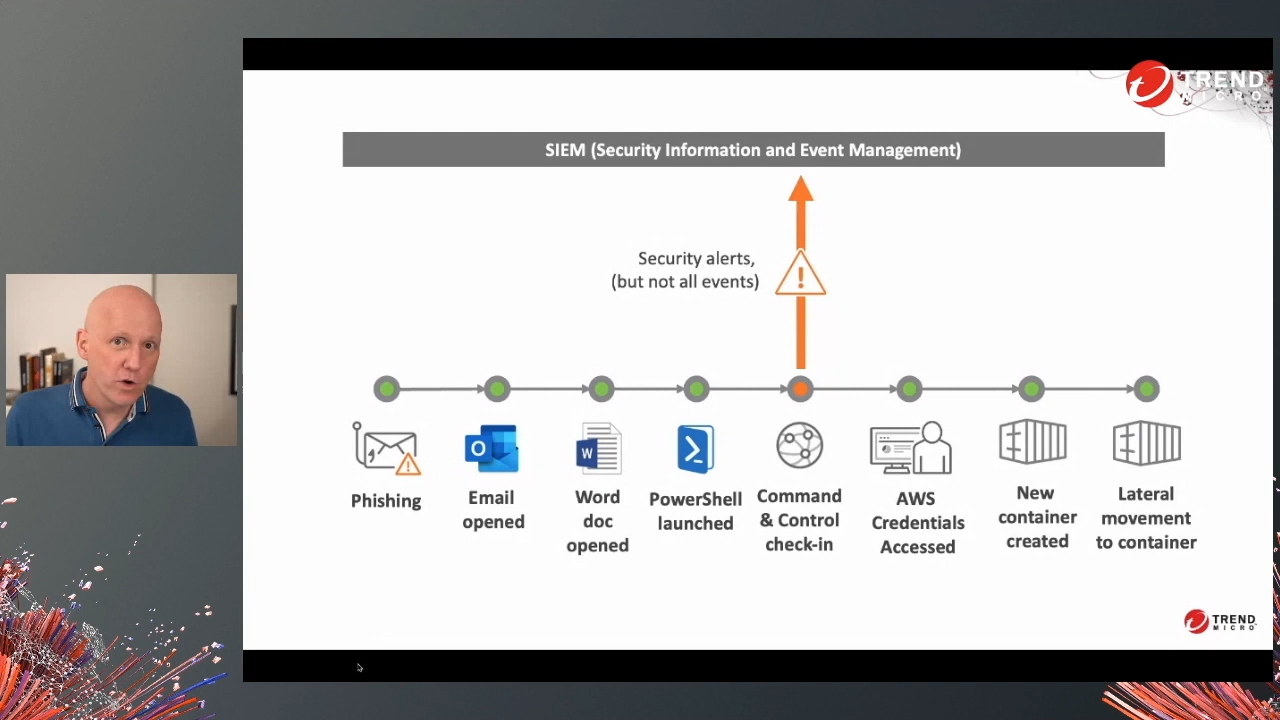 TREND
MICRO
SIEM (Security Information and Event Management)
Security alerts,
(but not all events)
Phishing
Email
opened
Word
doc
opened
PowerShell
launched
Command
& Control
check-in
AWS
Credentials
Accessed
New
container
created
Lateral
movement
to container
TREND
MICRO